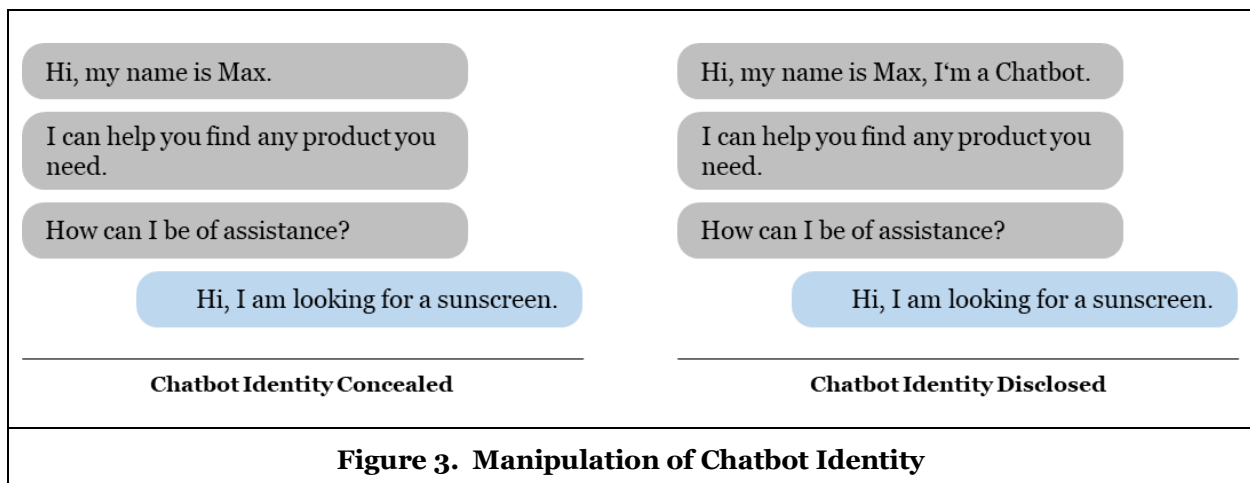 Hi, my name is Max.
I can help you find any product you
need.
How can I be of assistance?
Hi, I am looking for a sunscreen.
Chatbot Identity Concealed
Hi, my name is Max, I‘m a Chatbot.
I can help you find any product you
need.
How can I be of assistance?
Hi, I am looking for a sunscreen.
Chatbot Identity Disclosed
Figure 3. Manipulation of Chatbot Identity